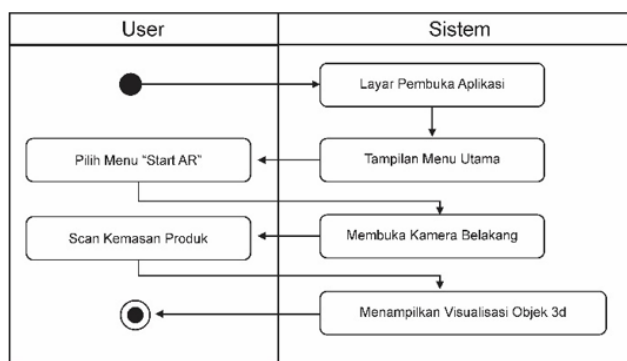 User
Sistem
Layar Pembuka Aplikasi
Pilih Menu “Start AR”
Tampilan Menu Utama
Scan Kemasan Produk
Membuka Kamera Belakang
Menampilkan Visualisasi Objek 3d